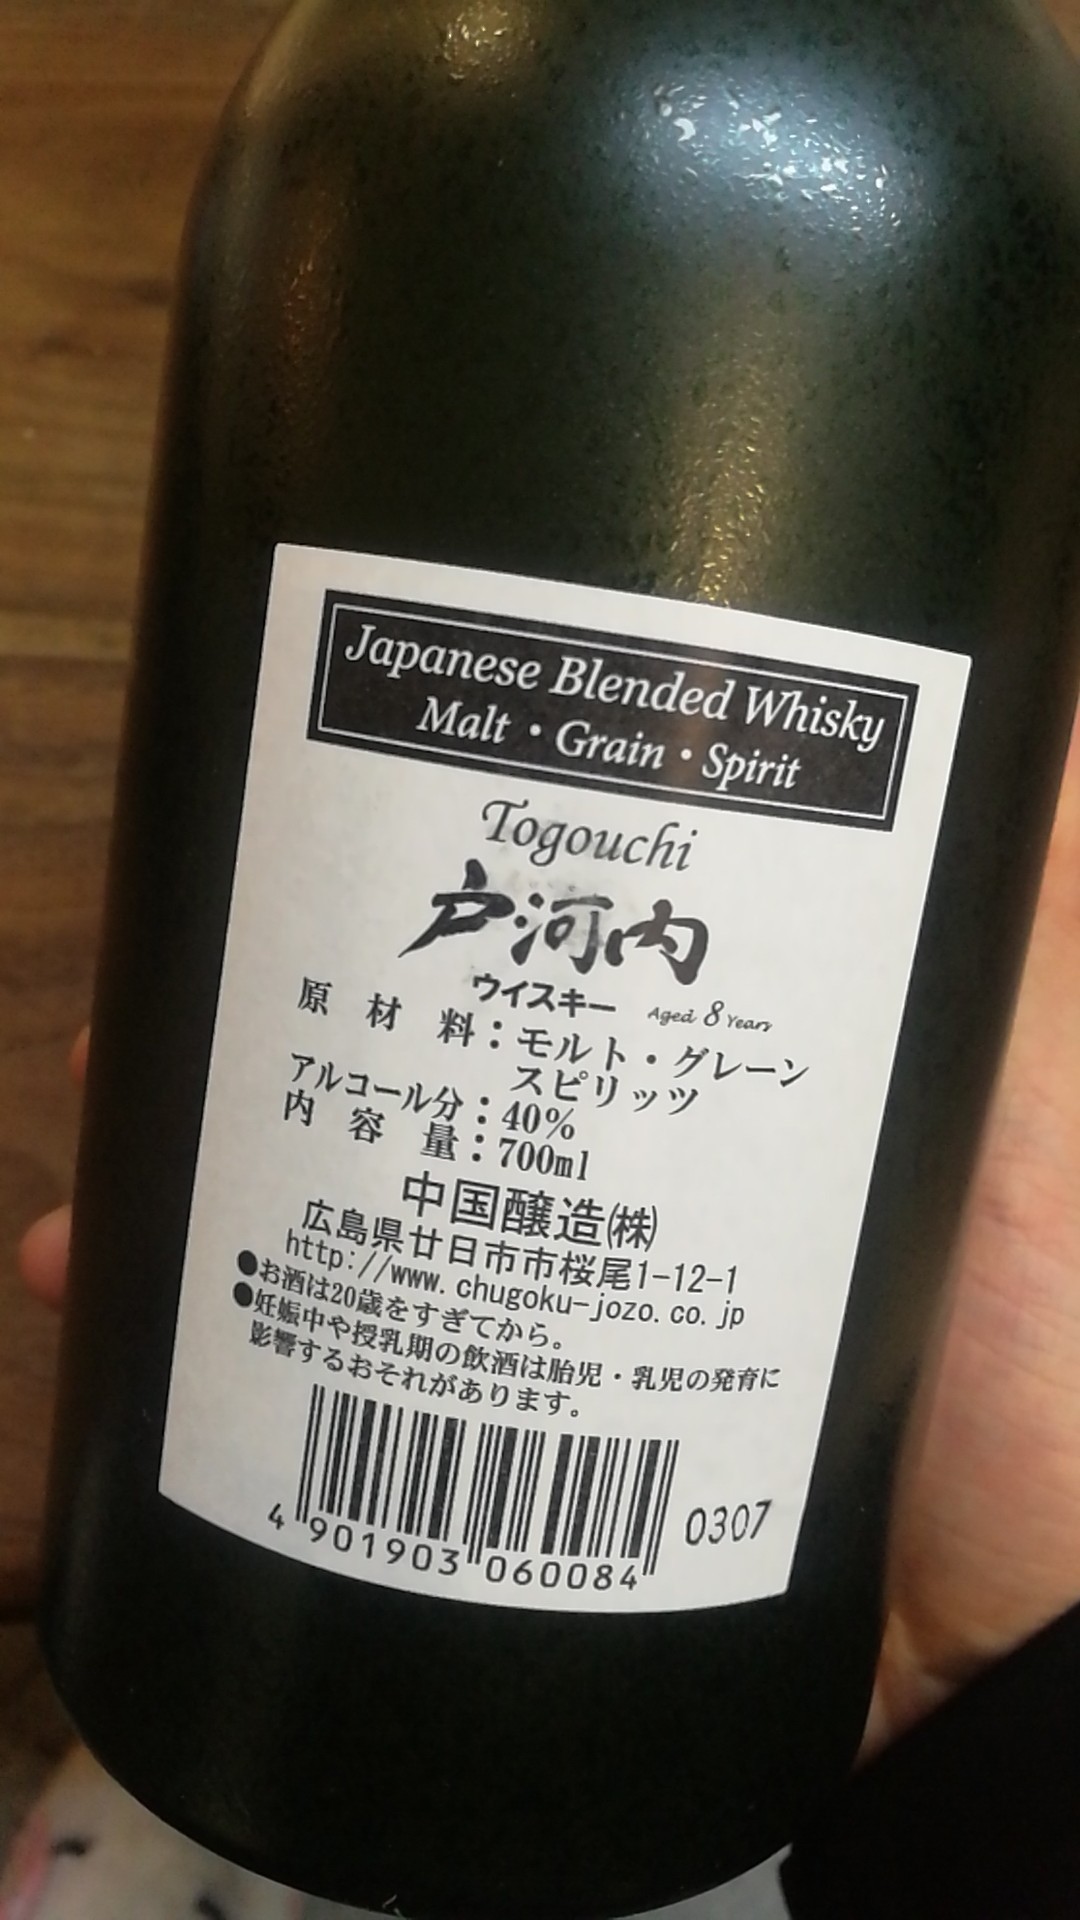 Japanese Blended Whisky
Malt・Grain・Spirit
Togouchi
戸河内
ウイスキー Aged 8 Years
原材料：モルト・グレーン
スピリッツ
アルコール分：40%
内容量：700ml
中国醸造㈱
広島県廿日市市桜尾1-12-1
http://www.chugoku-jozo.co.jp
●お酒は20歳をすぎてから。
●妊娠中や授乳期の飲酒は胎児・乳児の発育に
影響するおそれがあります。
4 901903 060084 0307